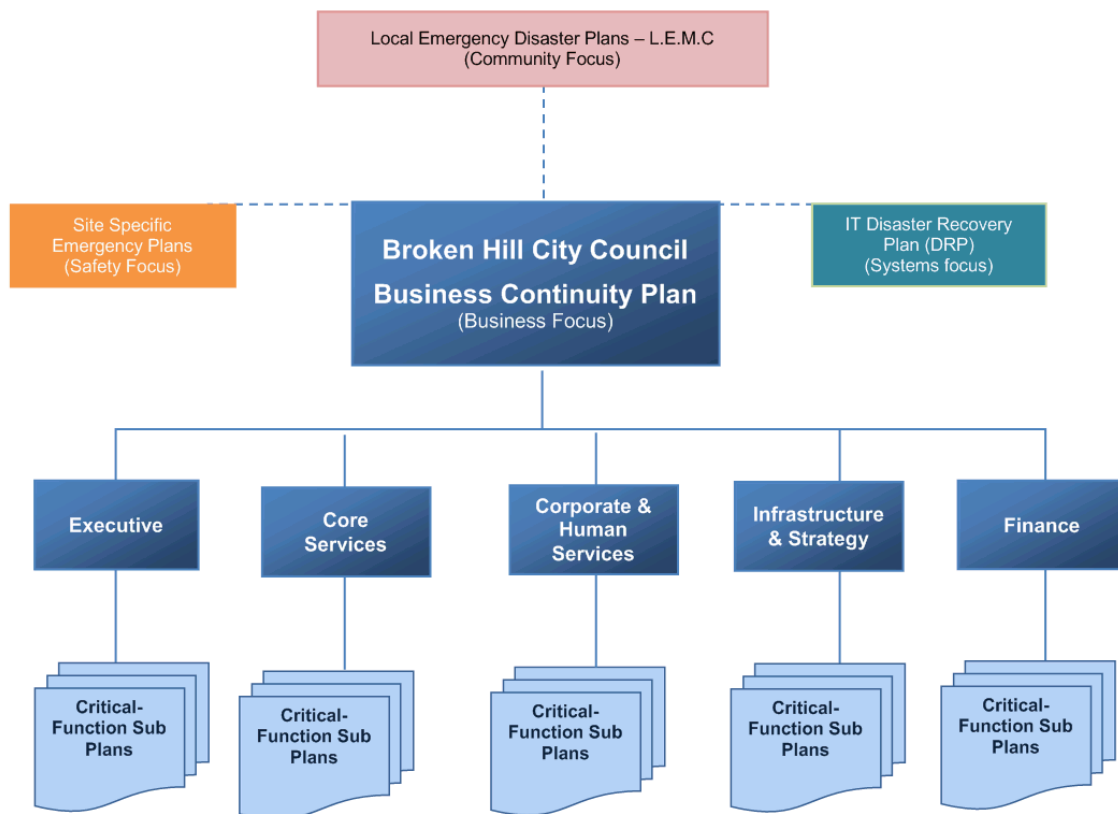 Local Emergency Disaster Plans – L.E.M.C
(Community Focus)
Site Specific
Emergency Plans
(Safety Focus)
Broken Hill City Council
Business Continuity Plan
(Business Focus)
IT Disaster Recovery
Plan (DRP)
(Systems focus)
Executive
Core
Services
Corporate &
Human
Services
Infrastructure
& Strategy
Finance
Critical-
Function Sub
Plans
Critical-
Function Sub
Plans
Critical-
Function Sub
Plans
Critical-
Function Sub
Plans
Critical-
Function Sub
Plans